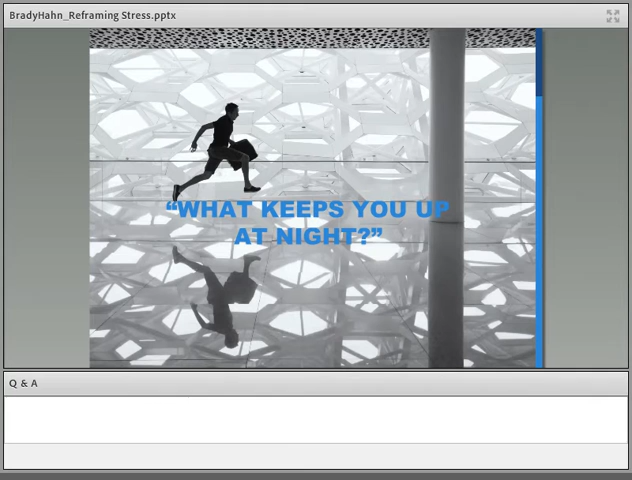 BradyHahn_Reframing Stress.pptx
“WHAT KEEPS YOU UP
AT NIGHT?”
Q & A